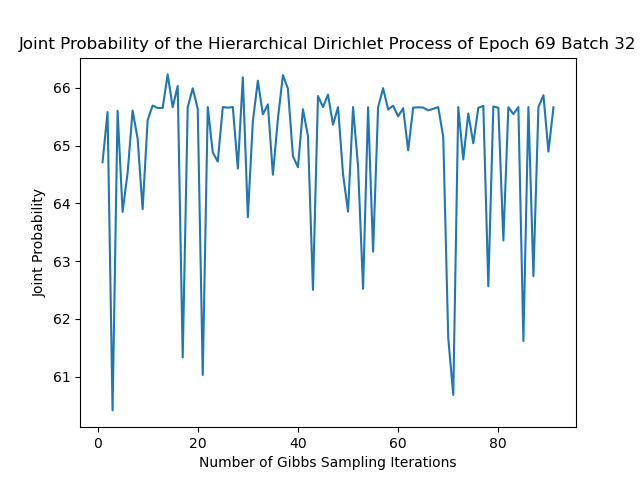 Joint Probability of the Hierarchical Dirichlet Process of Epoch 69 Batch 32
66
65
64
63
62
61
Joint Probability
0 20 40 60 80
Number of Gibbs Sampling Iterations